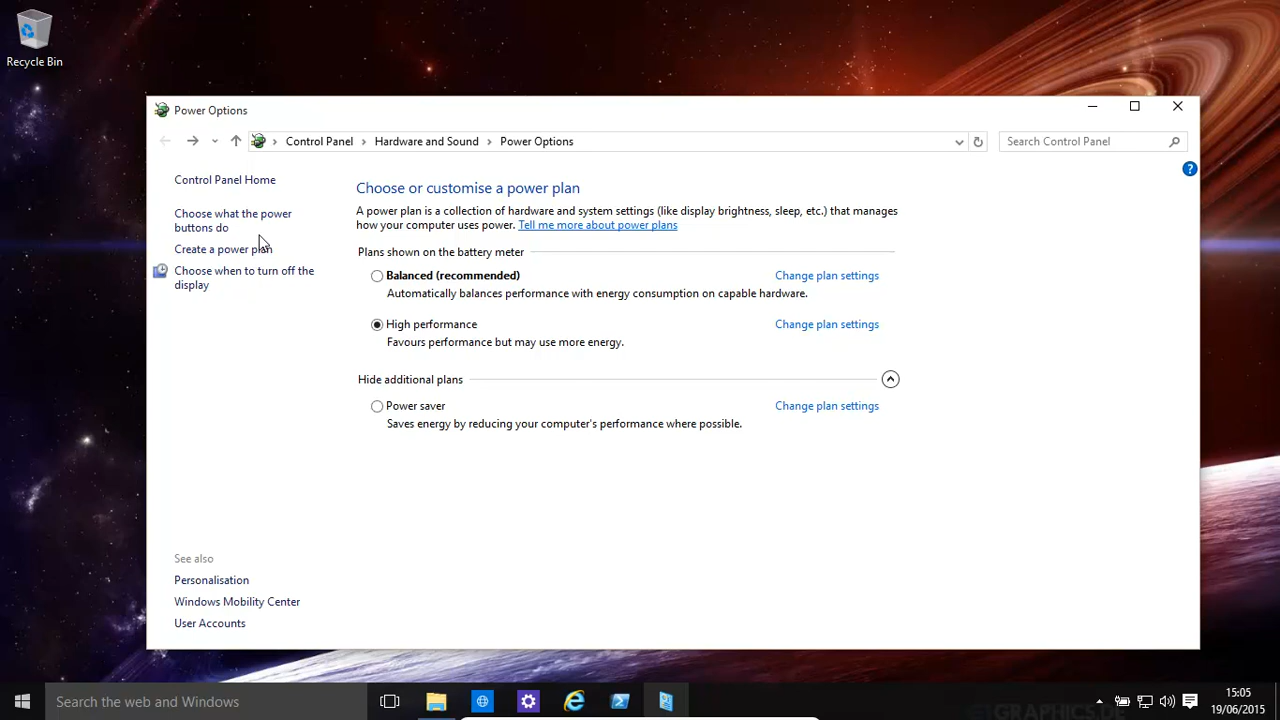 Recycle Bin
Power Options
Control Panel
Hardware and Sound
Power Options
Search Control Panel
Control Panel Home
Choose what the power
buttons do
Create a power plan
Choose when to turn off the
display
Choose or customise a power plan
A power plan is a collection of hardware and system settings (like display brightness, sleep, etc.) that manages
how your computer uses power. Tell me more about power plans
Plans shown on the battery meter
Balanced (recommended)
Change plan settings
Automatically balances performance with energy consumption on capable hardware.
High performance
Change plan settings
Favours performance but may use more energy.
Hide additional plans
Power saver
Change plan settings
Saves energy by reducing your computer's performance where possible.
See also
Personalisation
Windows Mobility Center
User Accounts
Search the web and Windows
15:05
19/06/2015